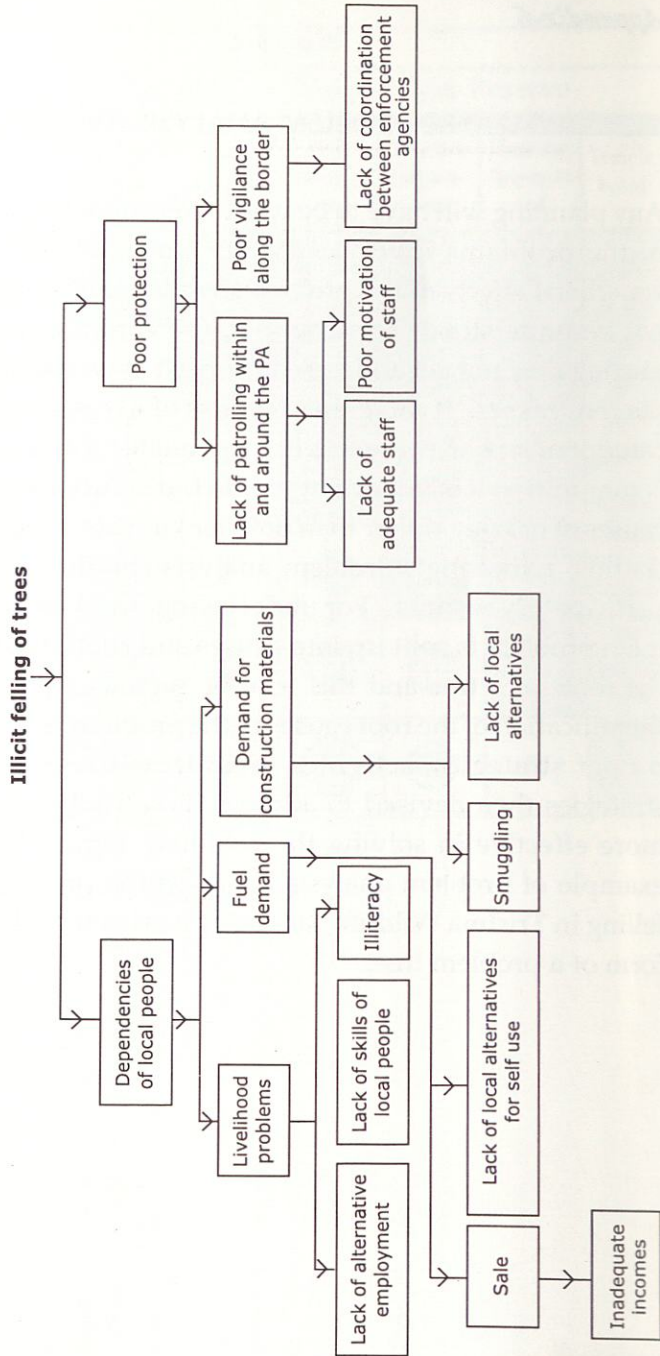 Illicit felling of trees
Dependencies
of local people
Poor protection
Livelihood
problems
Fuel
demand
Demand for
construction materials
Lack of patrolling within
and around the PA
Poor vigilance
along the border
Lack of alternative
employment
Lack of skills of
local people
Illiteracy
Lack of
adequate staff
Poor motivation
of staff
Lack of coordination
between enforcement
agencies
Sale
Lack of local alternatives
for self use
Smuggling
Lack of local
alternatives
Inadequate
incomes